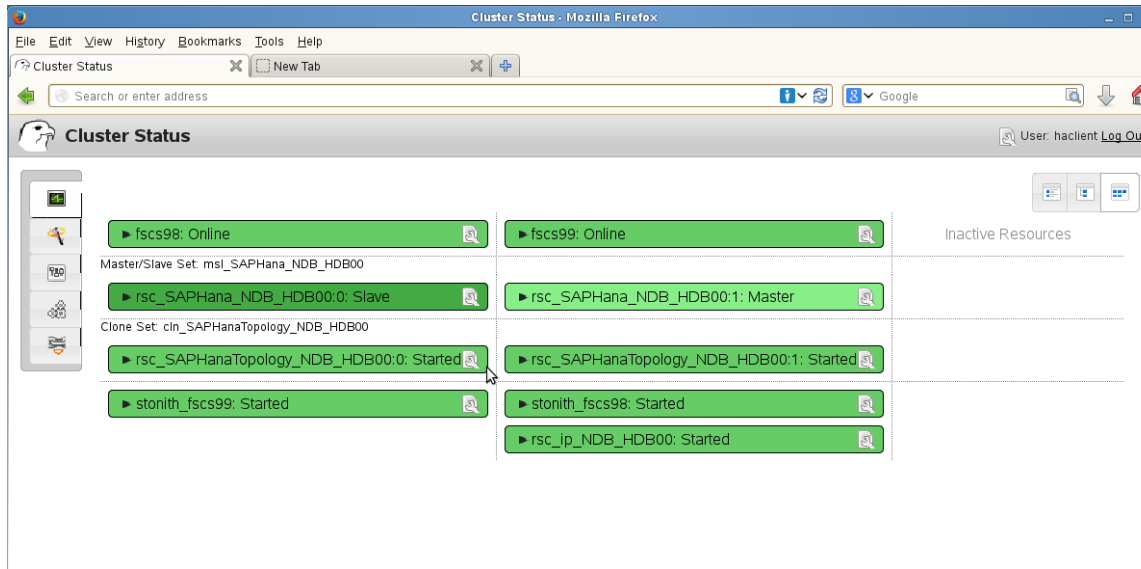 Cluster Status - Mozilla Firefox
File Edit View History Bookmarks Tools Help
Cluster Status New Tab
Search or enter address Google
Cluster Status User: haclient Log Ou
fscs98: Online fscs99: Online Inactive Resources
Master/Slave Set: msl_SAPHana_NDB_HDB00
rsc_SAPHana_NDB_HDB00:0: Slave rsc_SAPHana_NDB_HDB00:1: Master
Clone Set: cln_SAPHanaTopology_NDB_HDB00
rsc_SAPHanaTopology_NDB_HDB00:0: Started rsc_SAPHanaTopology_NDB_HDB00:1: Started
stonith_fscs99: Started stonith_fscs98: Started
rsc_ip_NDB_HDB00: Started